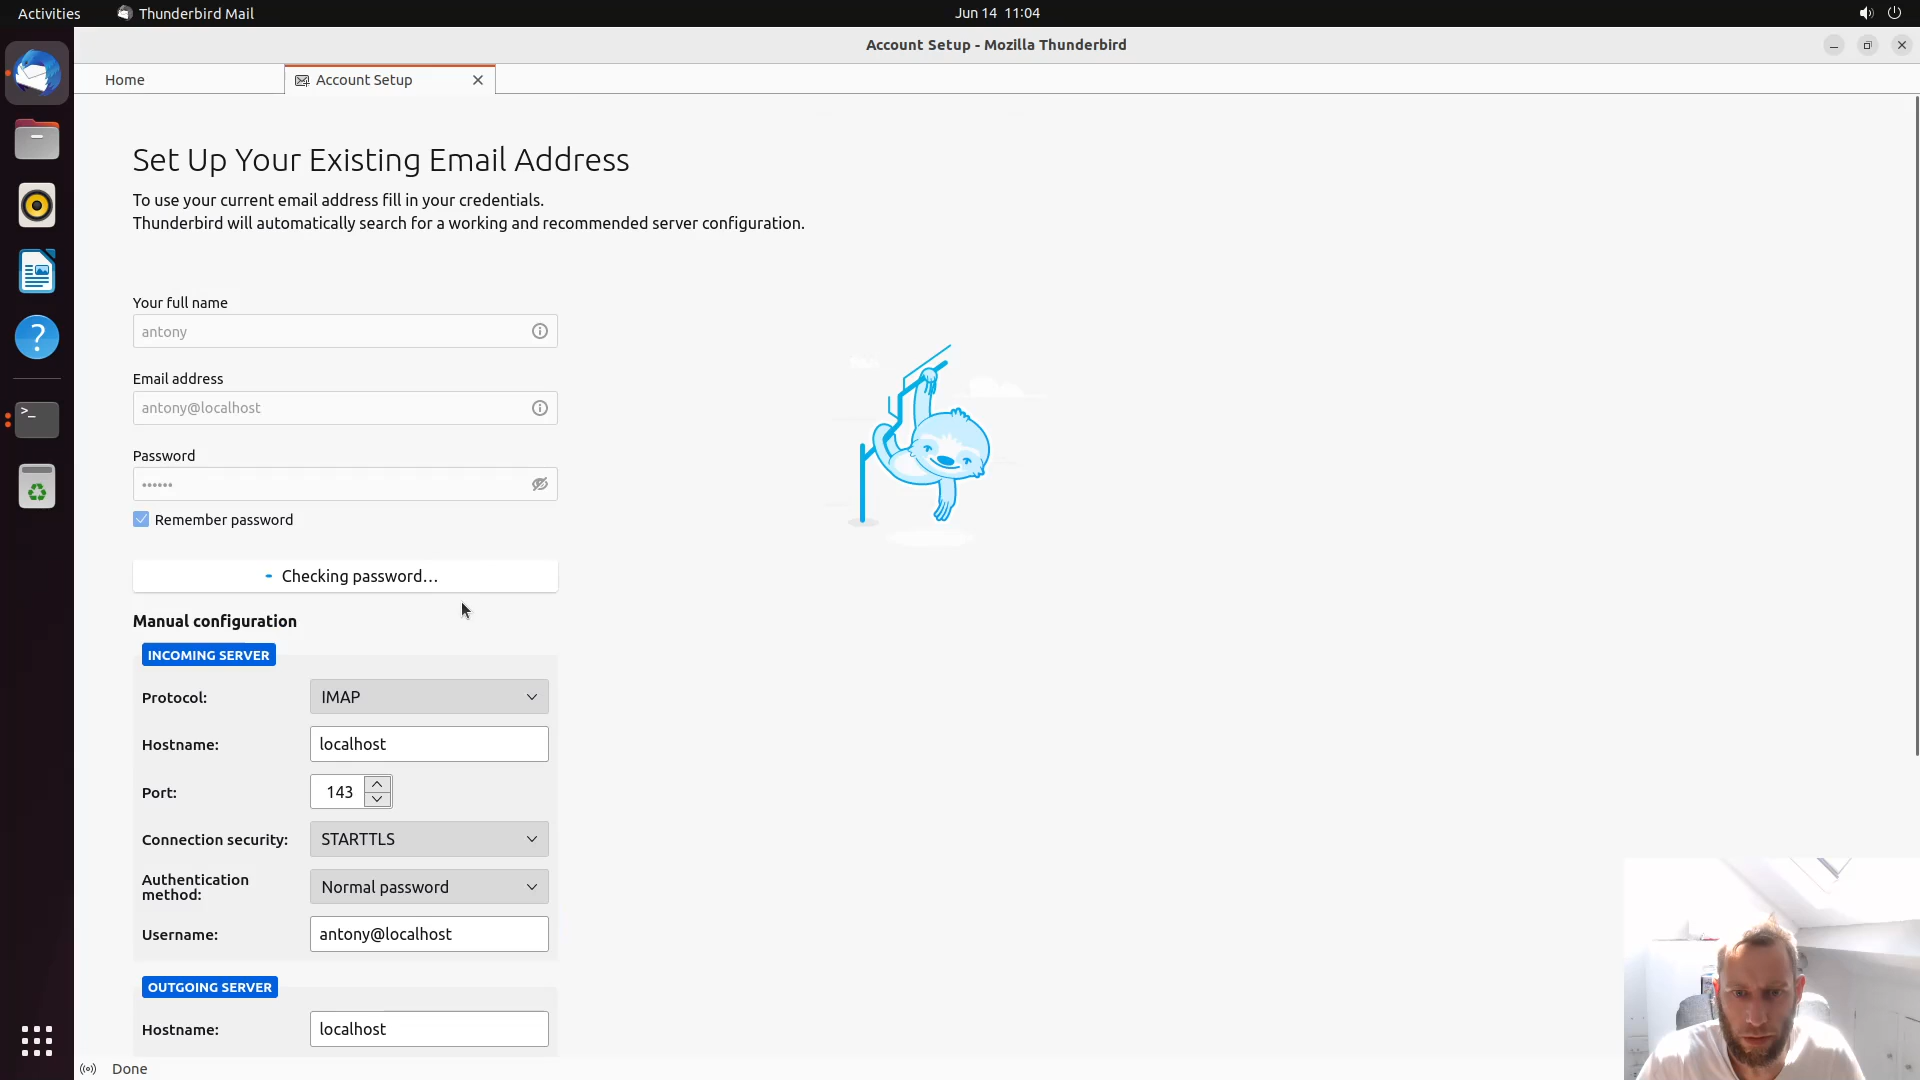 Activities
Thunderbird Mail
Jun 14 11:04
Account Setup - Mozilla Thunderbird
Home
Account Setup
Set Up Your Existing Email Address
To use your current email address fill in your credentials.
Thunderbird will automatically search for a working and recommended server configuration.
Your full name
antony
Email address
antony@localhost
Password
••••••
Remember password
Checking password…
Manual configuration
INCOMING SERVER
Protocol:
IMAP
Hostname:
localhost
Port:
143
Connection security:
STARTTLS
Authentication
method:
Normal password
Username:
antony@localhost
OUTGOING SERVER
Hostname:
localhost
Done